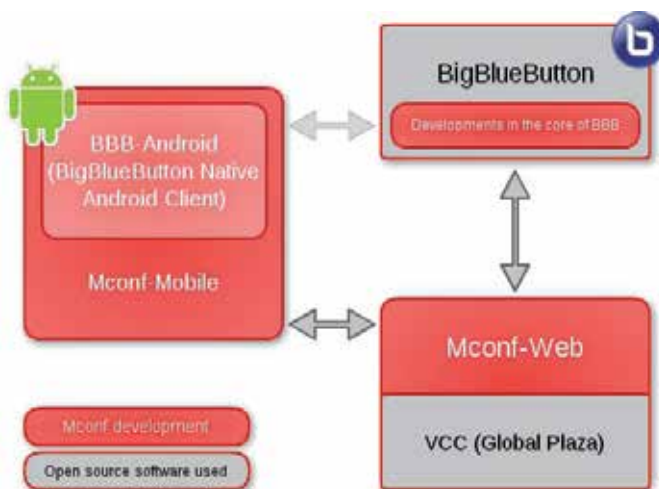 BigBlueButton
Developments in the core of BBB
BBB-Android
(BigBlueButton Native
Android Client)
Mconf-Mobile
Mconf-Web
VCC (Global Plaza)
Mconf development
Open source software used